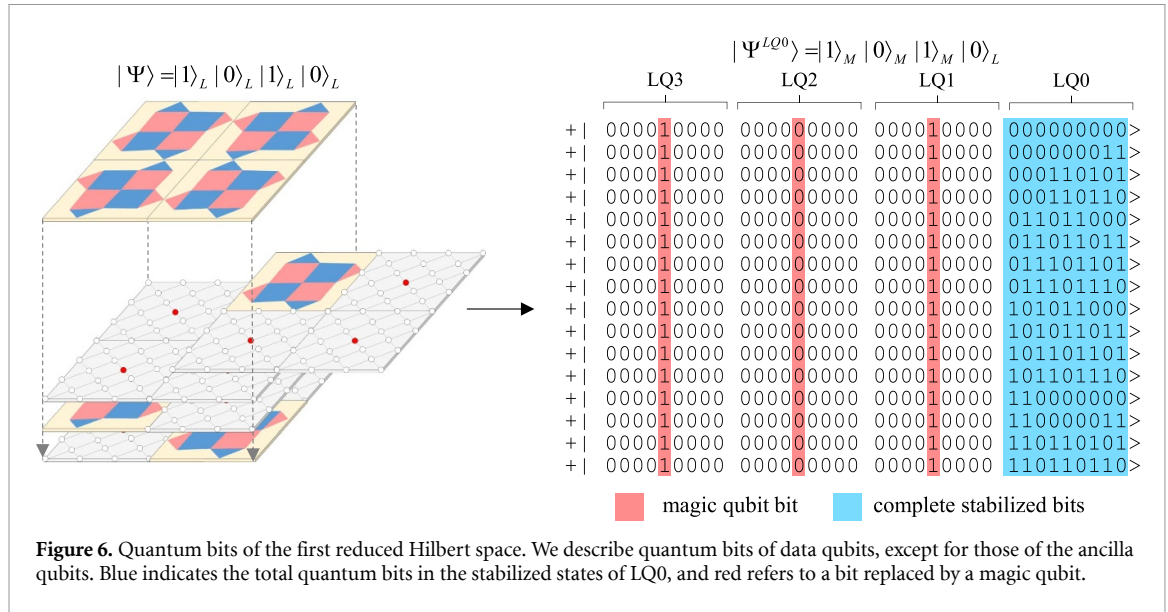 |Ψ⟩=|1⟩_L |0⟩_L |1⟩_L |0⟩_L
|Ψ^{LQ0}⟩=|1⟩_M |0⟩_M |1⟩_M |0⟩_L
LQ3 LQ2 LQ1 LQ0
+| 000010000 000000000 000010000 000000000>
+| 000010000 000000000 000010000 000000011>
+| 000010000 000000000 000010000 000110101>
+| 000010000 000000000 000010000 000110110>
+| 000010000 000000000 000010000 011011000>
+| 000010000 000000000 000010000 011011011>
+| 000010000 000000000 000010000 011101101>
+| 000010000 000000000 000010000 011101110>
+| 000010000 000000000 000010000 101011000>
+| 000010000 000000000 000010000 101011011>
+| 000010000 000000000 000010000 101101101>
+| 000010000 000000000 000010000 101101110>
+| 000010000 000000000 000010000 110000000>
+| 000010000 000000000 000010000 110000011>
+| 000010000 000000000 000010000 110110101>
+| 000010000 000000000 000010000 110110110>
magic qubit bit complete stabilized bits
Figure 6. Quantum bits of the first reduced Hilbert space. We describe quantum bits of data qubits, except for those of the ancilla
qubits. Blue indicates the total quantum bits in the stabilized states of LQ0, and red refers to a bit replaced by a magic qubit.